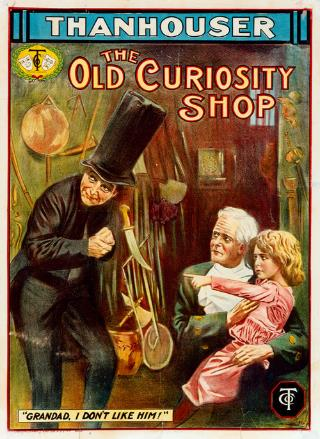 THANHOUSER
THE
OLD CURIOSITY
SHOP
"GRANDAD, I DON'T LIKE HIM!"